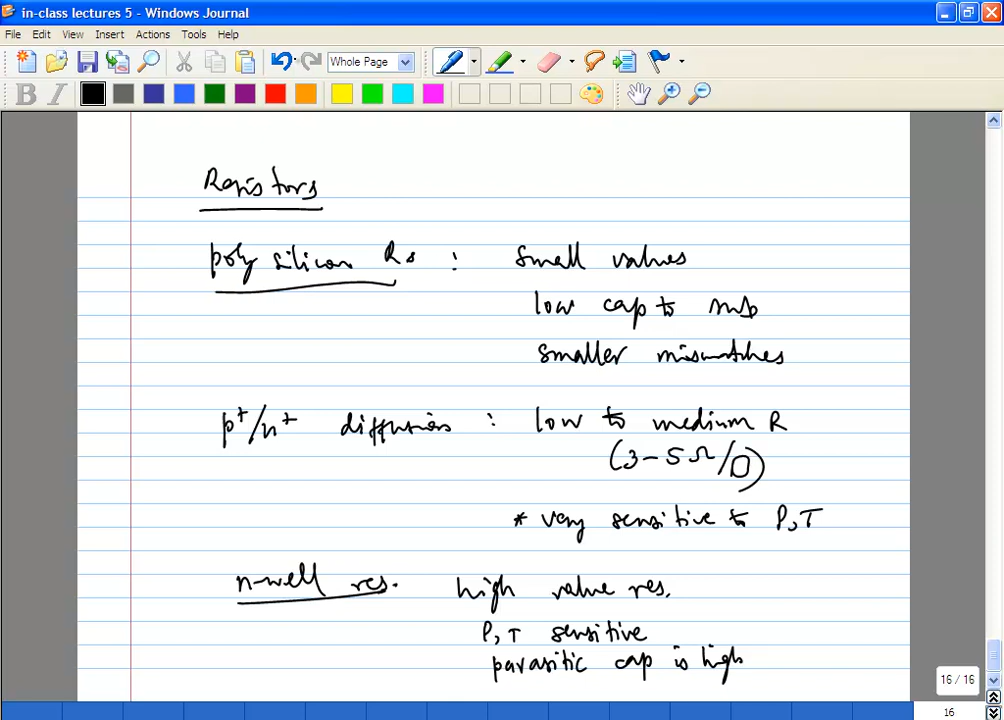 in-class lectures 5 - Windows Journal
File Edit View Insert Actions Tools Help
Whole Page
B I
Resistors
poly silicon Rs : small values
low cap to sub
smaller mismatches
p+/n+ diffusion : low to medium R
(3-5 Ω/□)
* very sensitive to P,T
n-well res. high value res.
P,T sensitive
parasitic cap is high
16 / 16
16